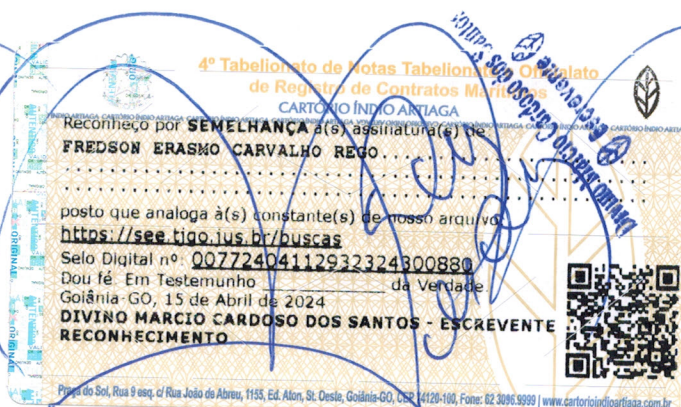 4º Tabelionato de Notas Tabelionato e Oficialato
de Registro de Contratos Marítimos
CARTÓRIO ÍNDIO ARTIAGA
Reconheço por SEMELHANÇA a(s) assinatura(s) de:
FREDSON ERASMO CARVALHO REGO
posto que analoga à(s) constante(s) de nosso arquivo
https://see.tjgo.jus.br/buscas
Selo Digital nº: 00772404112932324300880
Dou fé. Em Testemunho ________ da Verdade.
Goiânia-GO, 15 de Abril de 2024
DIVINO MARCIO CARDOSO DOS SANTOS - ESCREVENTE
RECONHECIMENTO
Praça do Sol, Rua 9 esq. c/ Rua João de Abreu, 1155, Ed. Aton, St. Oeste, Goiânia-GO, CEP 74120-100, Fone: 62 3096.9999 | www.cartorioindioartiaga.com.br
Divino Marcio Cardoso dos Santos
Escrevente
ORIGINAL
ORIGINAL